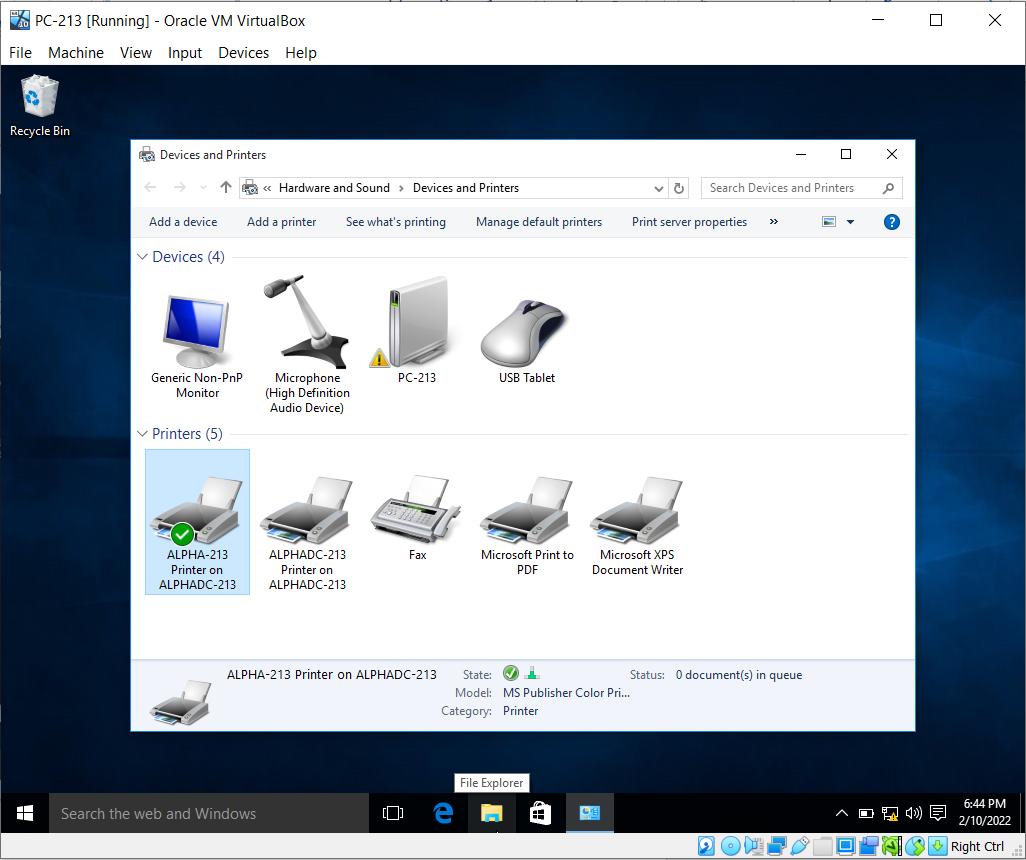 PC-213 [Running] - Oracle VM VirtualBox
File Machine View Input Devices Help
Recycle Bin
Devices and Printers
« Hardware and Sound › Devices and Printers
Search Devices and Printers
Add a device Add a printer See what's printing Manage default printers Print server properties »
Devices (4)
Generic Non-PnP
Monitor
Microphone
(High Definition
Audio Device)
PC-213
USB Tablet
Printers (5)
ALPHA-213
Printer on
ALPHADC-213
ALPHADC-213
Printer on
ALPHADC-213
Fax
Microsoft Print to
PDF
Microsoft XPS
Document Writer
ALPHA-213 Printer on ALPHADC-213 State: Status: 0 document(s) in queue
Model: MS Publisher Color Pri...
Category: Printer
File Explorer
Search the web and Windows
6:44 PM
2/10/2022
Right Ctrl